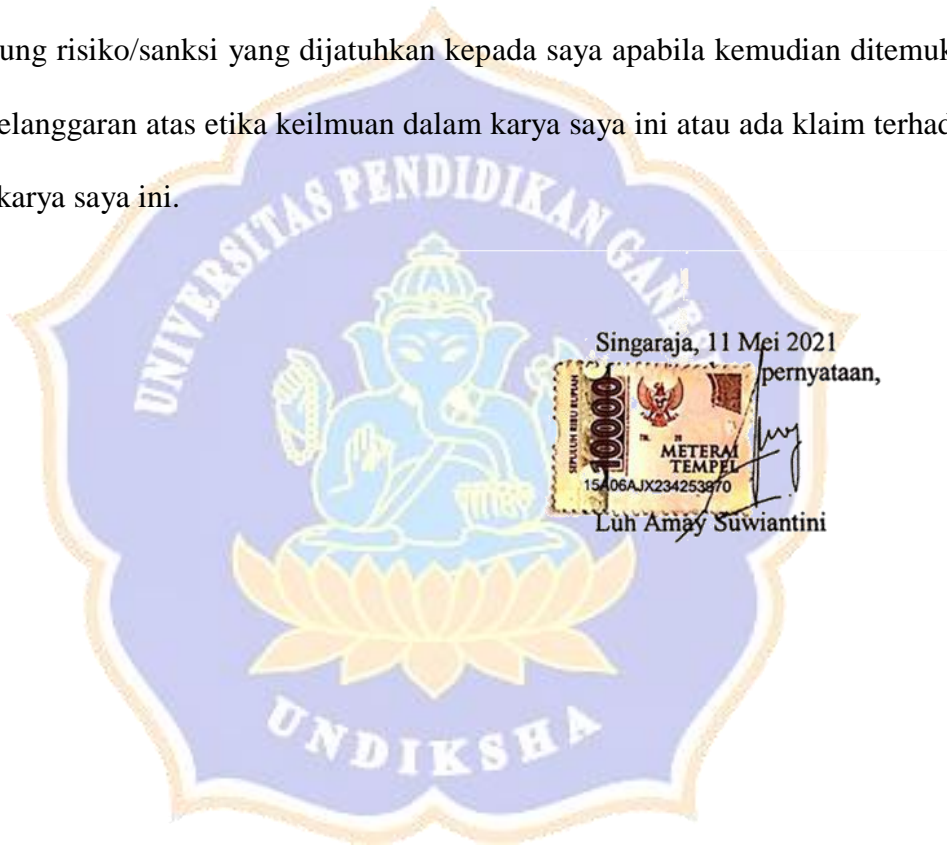 ung risiko/sanksi yang dijatuhkan kepada saya apabila kemudian ditemuk
elanggaran atas etika keilmuan dalam karya saya ini atau ada klaim terhad
karya saya ini.
UNIVERSITAS PENDIDIKAN GANE
Singaraja, 11 Mei 2021
pernyataan,
SEPULUH RIBU RUPIAH
10000
METERAI
TEMPEL
15A06AJX234253870
Luh Amay Suwiantini
UNDIKSHA